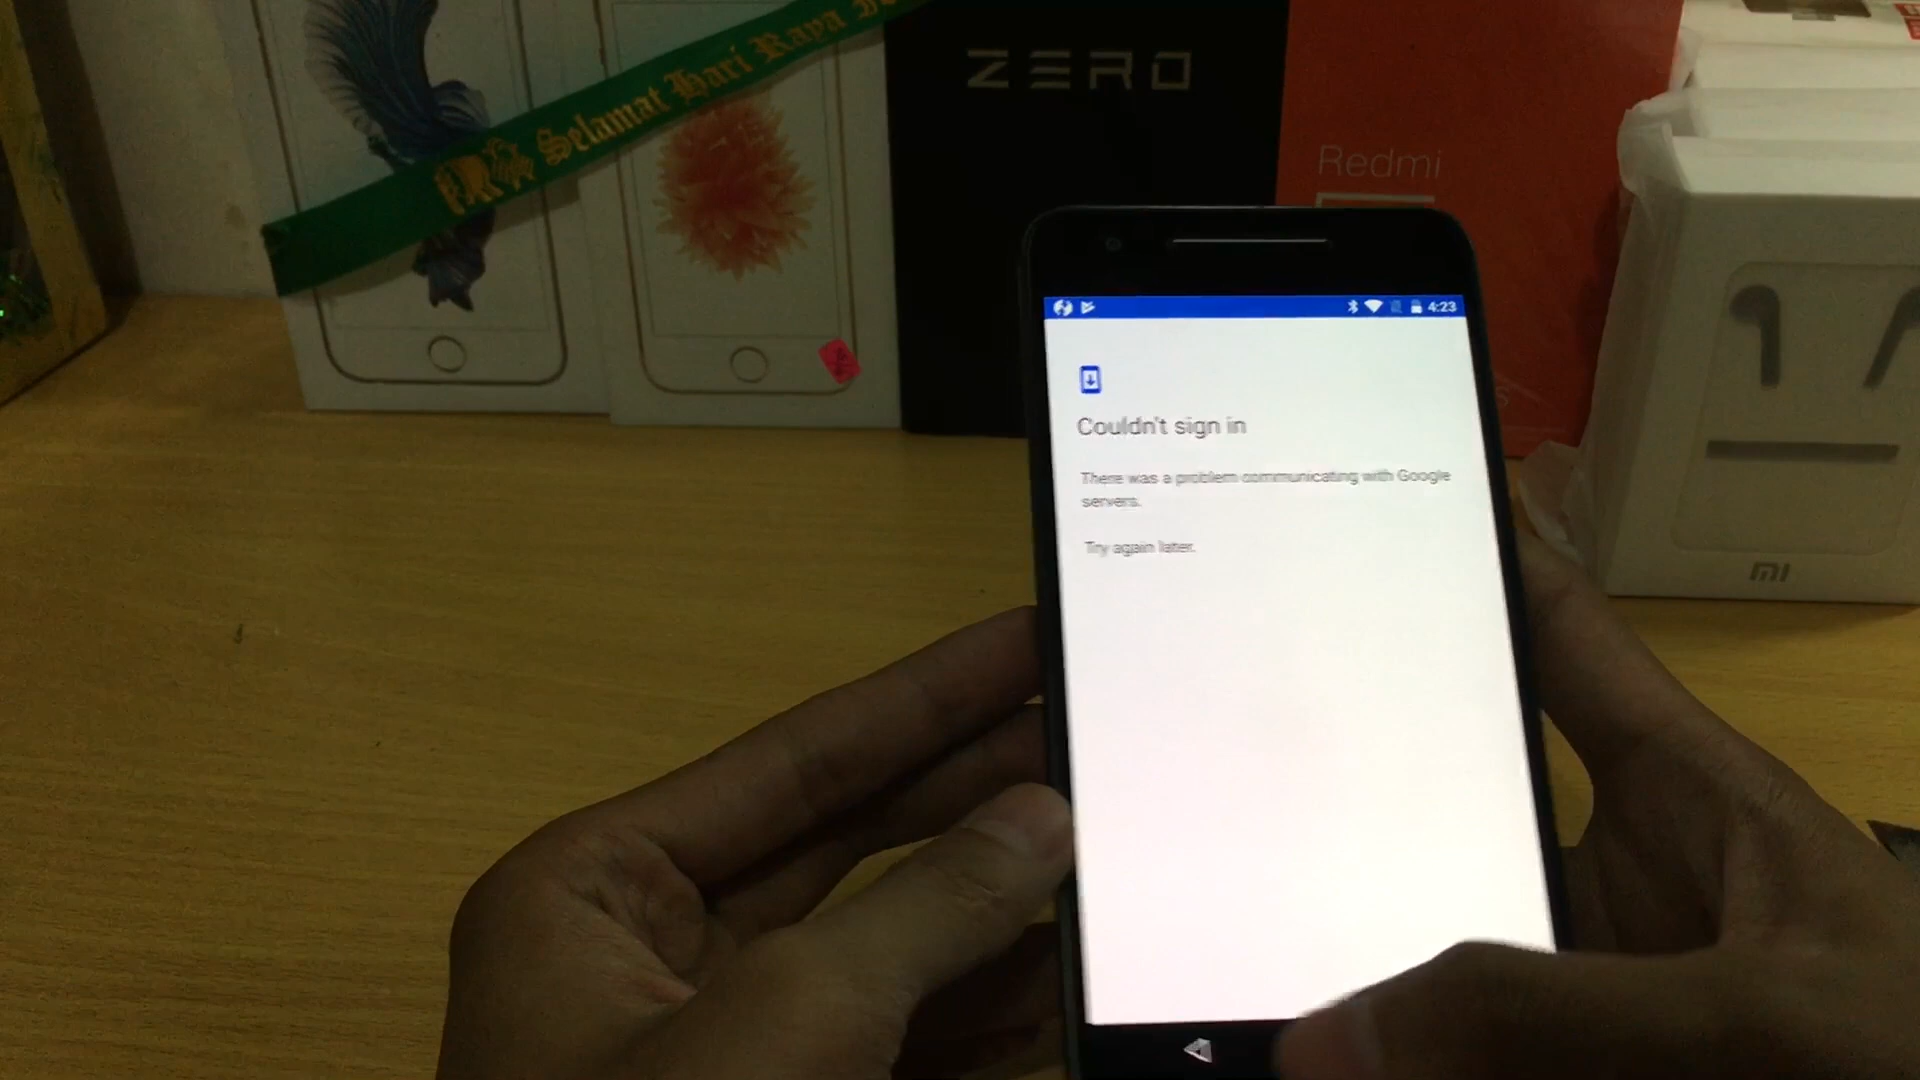 Selamat Hari Raya
ZERO
Redmi
mi
4:23
Couldn't sign in
There was a problem communicating with Google
servers.
Try again later.